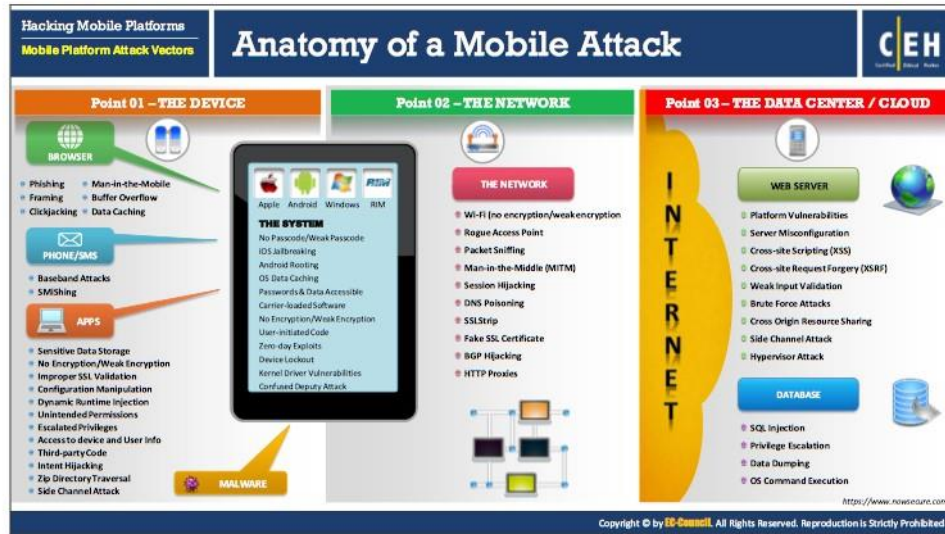 Hacking Mobile Platforms
Mobile Platform Attack Vectors
Anatomy of a Mobile Attack
C|EH
Certified Ethical Hacker
Point 01 – THE DEVICE
BROWSER
Phishing
Man-in-the-Mobile
Framing
Buffer Overflow
Clickjacking
Data Caching
PHONE/SMS
Baseband Attacks
SMiShing
APPS
Sensitive Data Storage
No Encryption/Weak Encryption
Improper SSL Validation
Configuration Manipulation
Dynamic Runtime Injection
Unintended Permissions
Escalated Privileges
Access to device and User Info
Third-party Code
Intent Hijacking
Zip Directory Traversal
Side Channel Attack
RIM
Apple Android Windows RIM
THE SYSTEM
No Passcode/Weak Passcode
iOS Jailbreaking
Android Rooting
OS Data Caching
Passwords & Data Accessible
Carrier-loaded Software
No Encryption/Weak Encryption
User-initiated Code
Zero-day Exploits
Device Lockout
Kernel Driver Vulnerabilities
Confused Deputy Attack
MALWARE
Point 02 – THE NETWORK
THE NETWORK
Wi-Fi (no encryption/weak encryption
Rogue Access Point
Packet Sniffing
Man-in-the-Middle (MITM)
Session Hijacking
DNS Poisoning
SSLStrip
Fake SSL Certificate
BGP Hijacking
HTTP Proxies
Point 03 – THE DATA CENTER / CLOUD
INTERNET
WEB SERVER
Platform Vulnerabilities
Server Misconfiguration
Cross-site Scripting (XSS)
Cross-site Request Forgery (XSRF)
Weak Input Validation
Brute Force Attacks
Cross Origin Resource Sharing
Side Channel Attack
Hypervisor Attack
DATABASE
SQL Injection
Privilege Escalation
Data Dumping
OS Command Execution
https://www.nowsecure.com
Copyright © by EC-Council. All Rights Reserved. Reproduction is Strictly Prohibited.